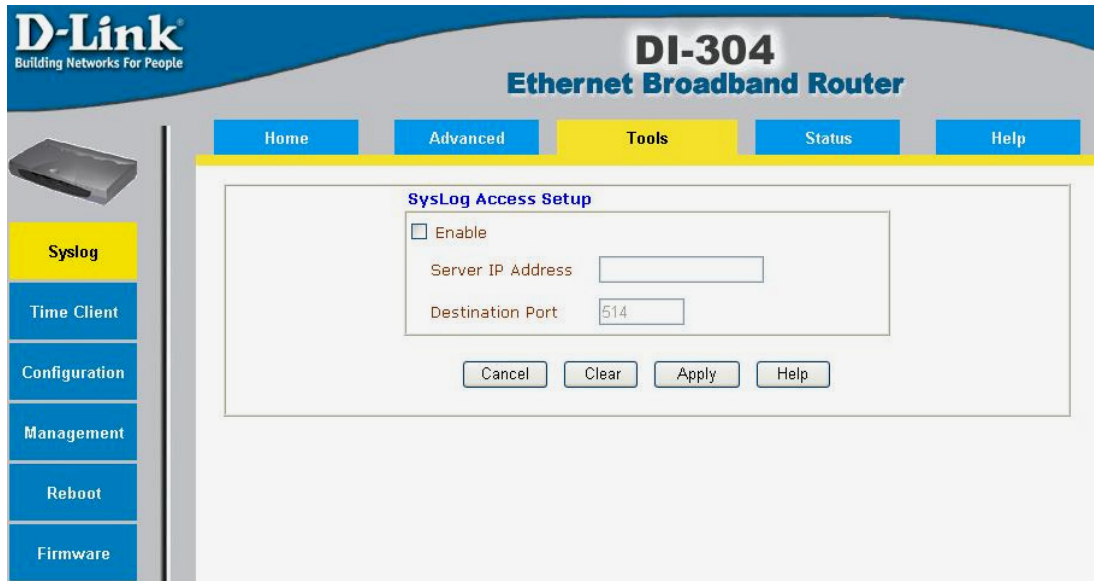 D-Link
Building Networks For People
DI-304
Ethernet Broadband Router
Home Advanced Tools Status Help
Syslog
Time Client
Configuration
Management
Reboot
Firmware
SysLog Access Setup
Enable
Server IP Address
Destination Port 514
Cancel Clear Apply Help